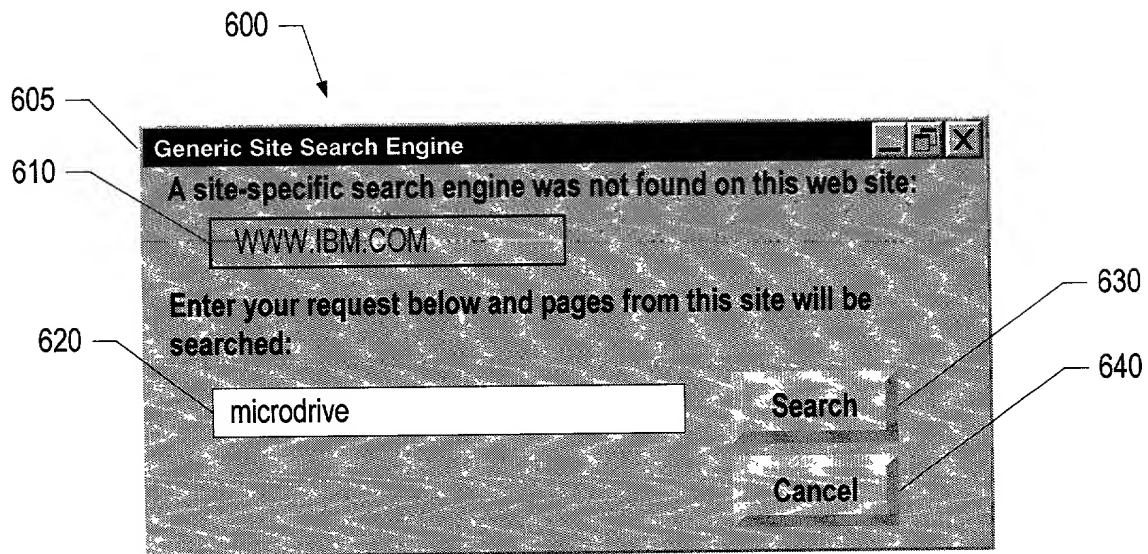 600
605
Generic Site Search Engine
610
A site-specific search engine was not found on this web site:
WWW.IBM.COM
630
Enter your request below and pages from this site will be
searched:
620
640
microdrive
Search
Cancel